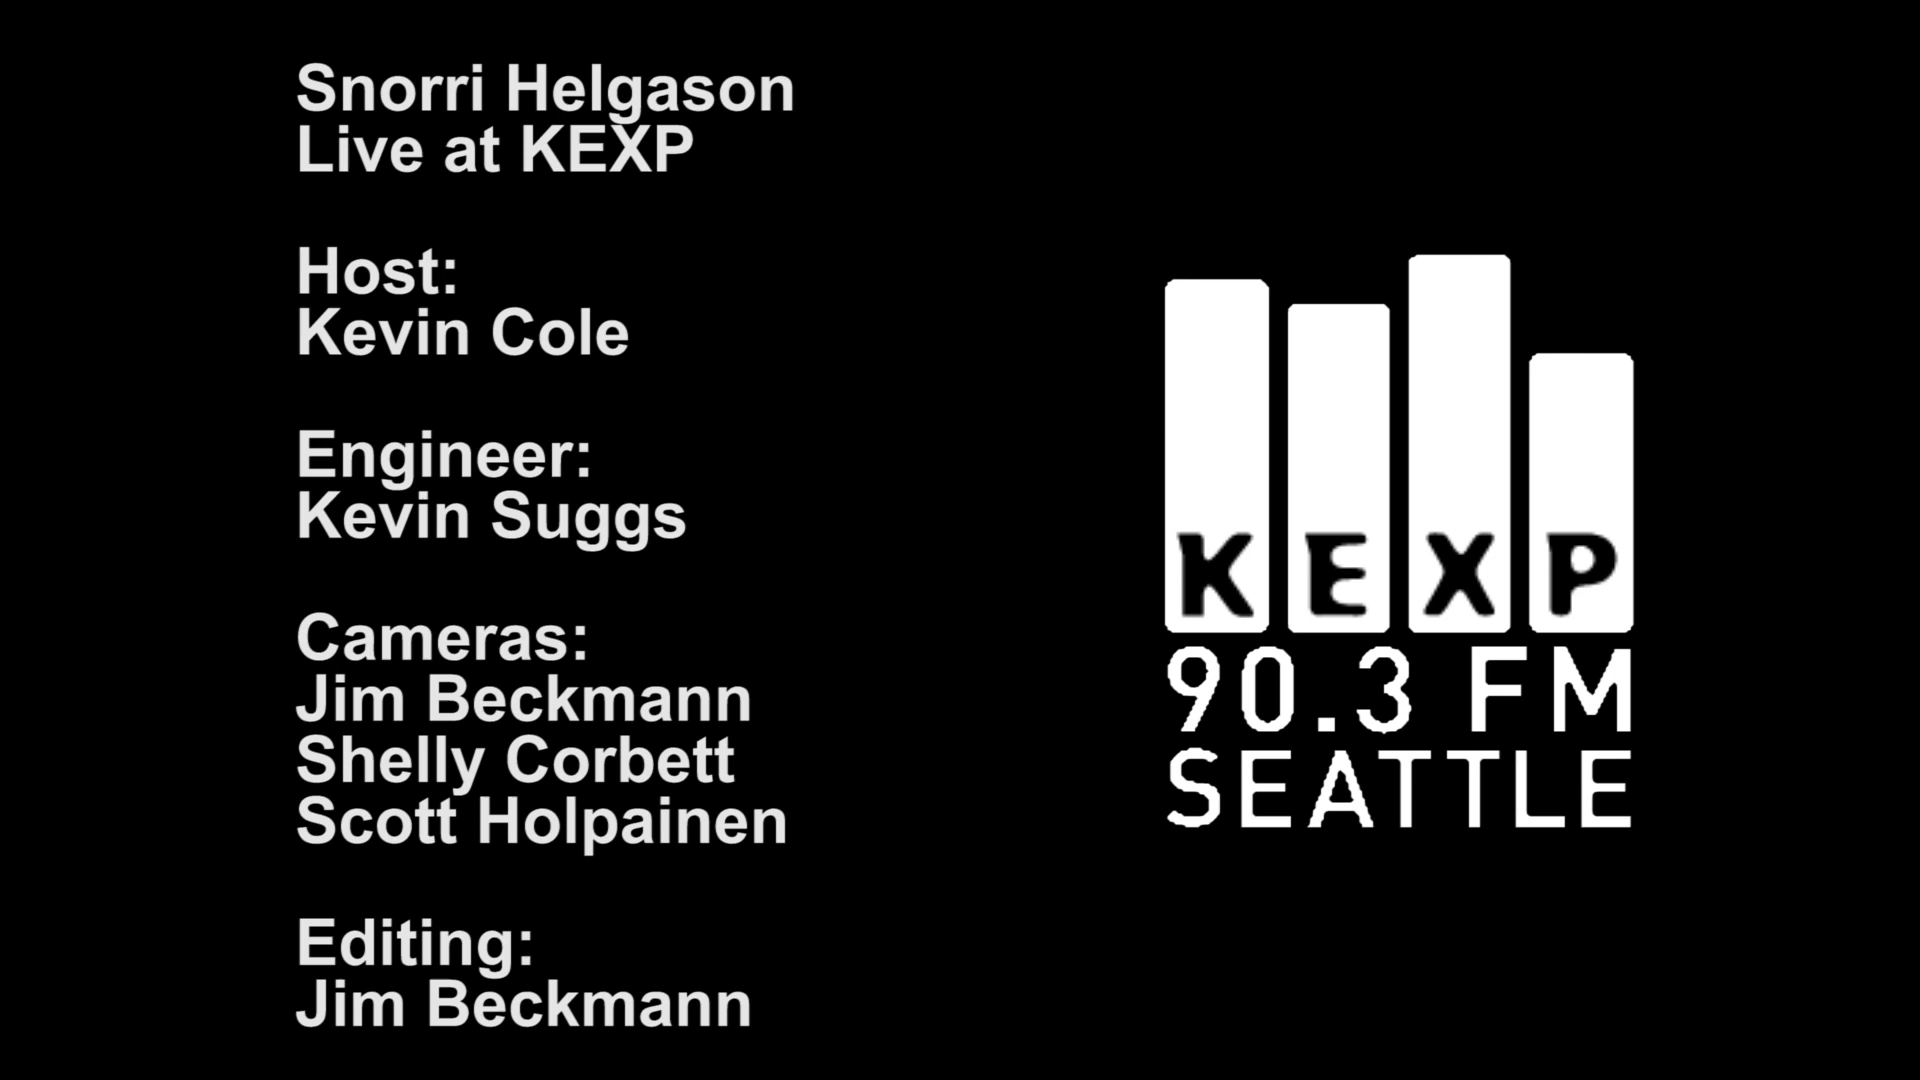 Snorri Helgason
Live at KEXP
Host:
Kevin Cole
Engineer:
Kevin Suggs
Cameras:
Jim Beckmann
Shelly Corbett
Scott Holpainen
Editing:
Jim Beckmann
KEXP
90.3 FM
SEATTLE